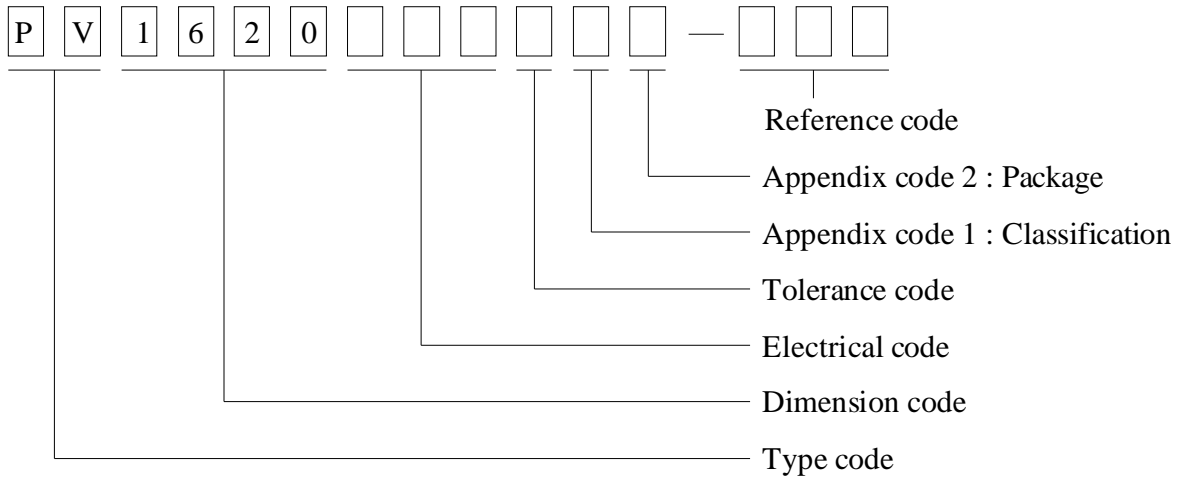 P V 1 6 2 0 —
Reference code
Appendix code 2 : Package
Appendix code 1 : Classification
Tolerance code
Electrical code
Dimension code
Type code